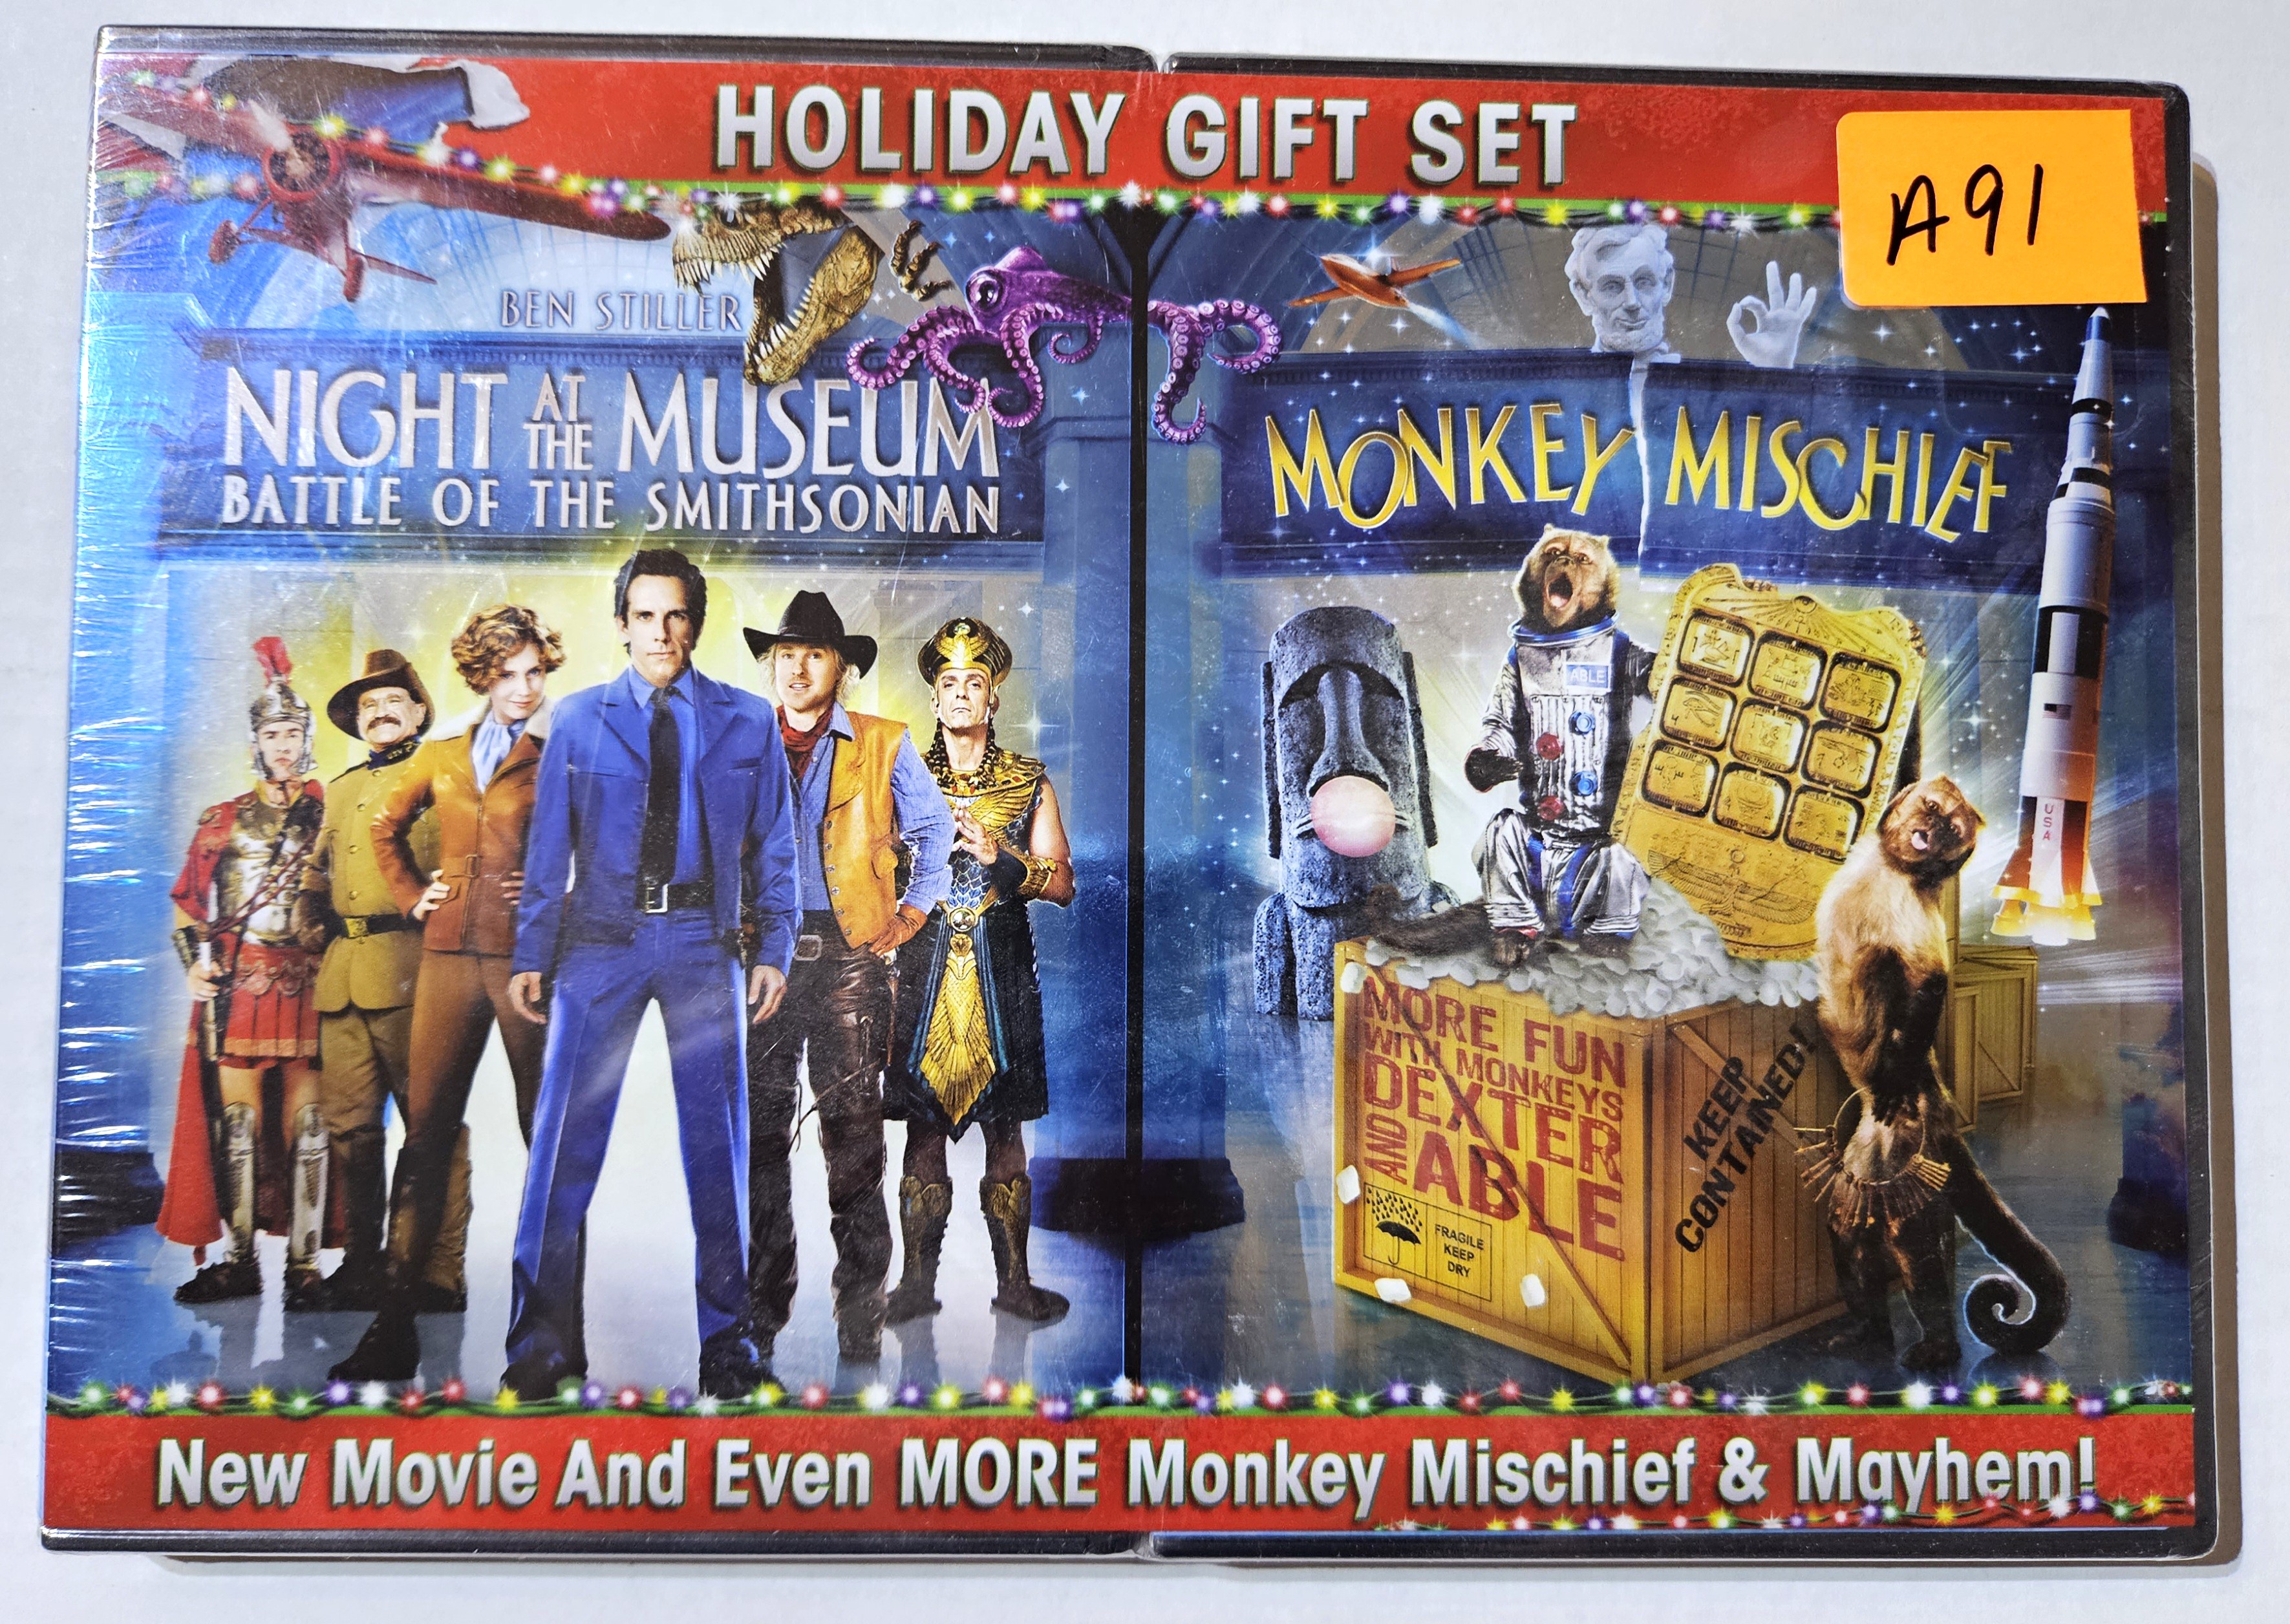 HOLIDAY GIFT SET
A91
BEN STILLER
NIGHT AT THE MUSEUM
BATTLE OF THE SMITHSONIAN
MONKEY MISCHIEF
ABLE
USA
MORE FUN
WITH MONKEYS
DEXTER
AND ABLE
KEEP
CONTAINED!
FRAGILE
KEEP
DRY
New Movie And Even MORE Monkey Mischief & Mayhem!